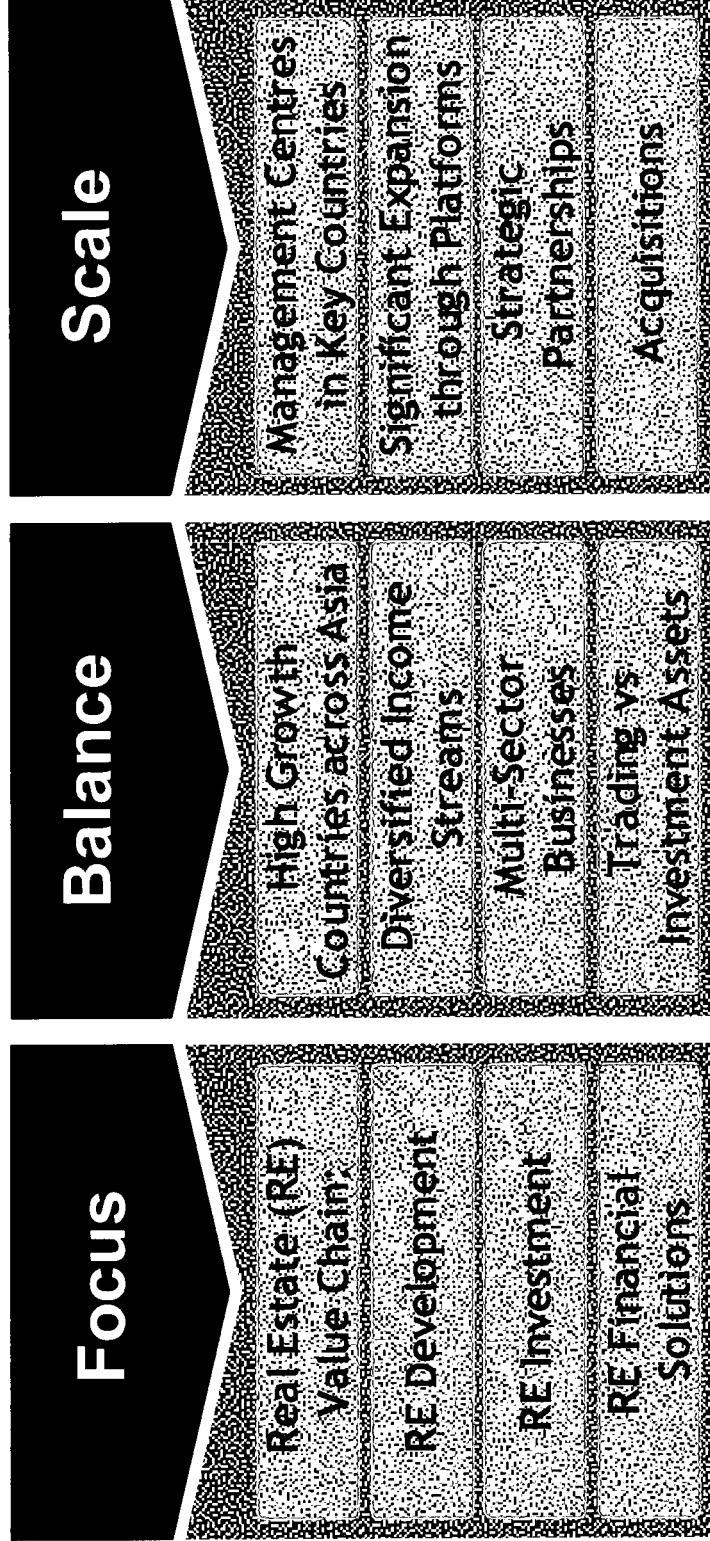 Focus
Real Estate (RE)
Value Chain:
RE Development
RE Investment
RE Financial
Solutions
Balance
High Growth
Countries across Asia
Diversified Income
Streams
Multi-Sector
Businesses
Trading vs
Investment Assets
Scale
Management Centres
in Key Countries
Significant Expansion
through Platforms
Strategic
Partnerships
Acquisitions